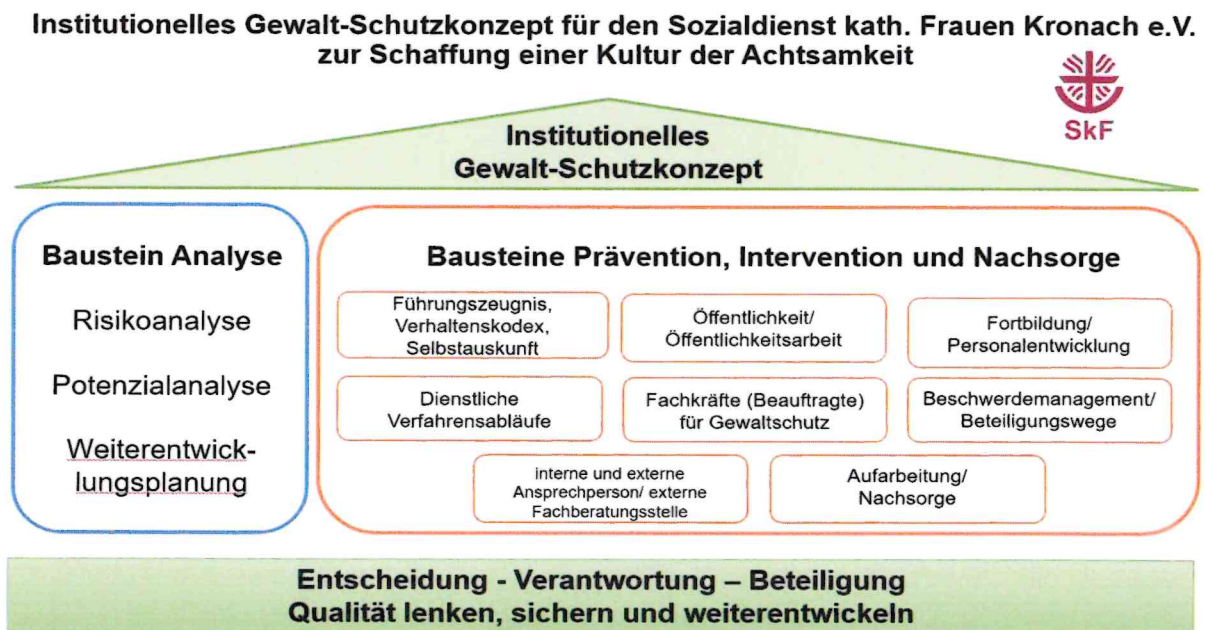 Institutionelles Gewalt-Schutzkonzept für den Sozialdienst kath. Frauen Kronach e.V.
zur Schaffung einer Kultur der Achtsamkeit
SkF
Institutionelles
Gewalt-Schutzkonzept
Baustein Analyse
Risikoanalyse
Potenzialanalyse
Weiterentwick-
lungsplanung
Bausteine Prävention, Intervention und Nachsorge
Führungszeugnis,
Verhaltenskodex,
Selbstauskunft
Öffentlichkeit/
Öffentlichkeitsarbeit
Fortbildung/
Personalentwicklung
Dienstliche
Verfahrensabläufe
Fachkräfte (Beauftragte)
für Gewaltschutz
Beschwerdemanagement/
Beteiligungswege
interne und externe
Ansprechperson/ externe
Fachberatungsstelle
Aufarbeitung/
Nachsorge
Entscheidung - Verantwortung – Beteiligung
Qualität lenken, sichern und weiterentwickeln